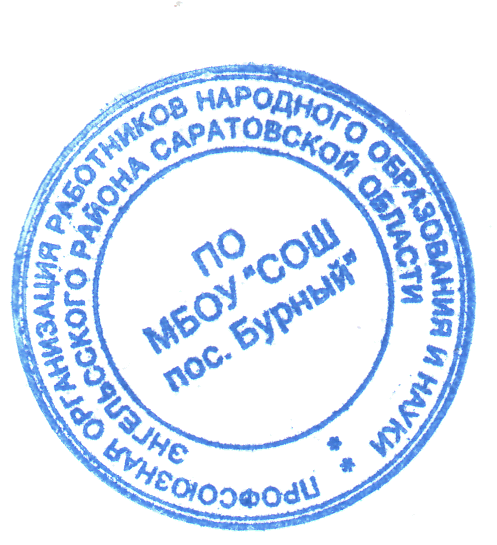 ПРОФСОЮЗНАЯ ОРГАНИЗАЦИЯ РАБОТНИКОВ НАРОДНОГО ОБРАЗОВАНИЯ И НАУКИ * *
ЭНГЕЛЬССКОГО РАЙОНА САРАТОВСКОЙ ОБЛАСТИ
ПО
МБОУ "СОШ
пос. Бурный"